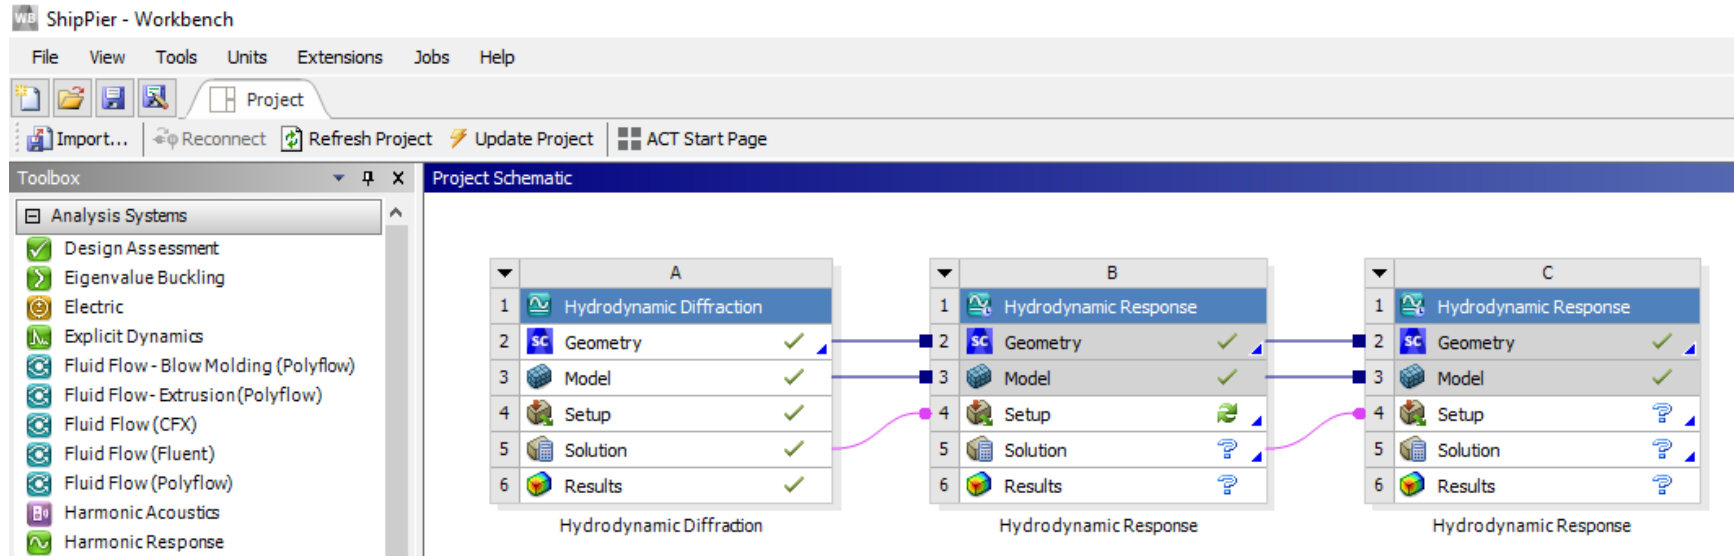 WB ShipPier - Workbench
File View Tools Units Extensions Jobs Help
Project
Import... Reconnect Refresh Project Update Project ACT Start Page
Toolbox
Analysis Systems
Design Assessment
Eigenvalue Buckling
Electric
Explicit Dynamics
Fluid Flow - Blow Molding (Polyflow)
Fluid Flow - Extrusion (Polyflow)
Fluid Flow (CFX)
Fluid Flow (Fluent)
Fluid Flow (Polyflow)
Harmonic Acoustics
Harmonic Response
Project Schematic
A
1 Hydrodynamic Diffraction
2 SC Geometry
3 Model
4 Setup
5 Solution
6 Results
Hydrodynamic Diffraction
B
1 Hydrodynamic Response
2 SC Geometry
3 Model
4 Setup
5 Solution ?
6 Results ?
Hydrodynamic Response
C
1 Hydrodynamic Response
2 SC Geometry
3 Model
4 Setup ?
5 Solution ?
6 Results ?
Hydrodynamic Response